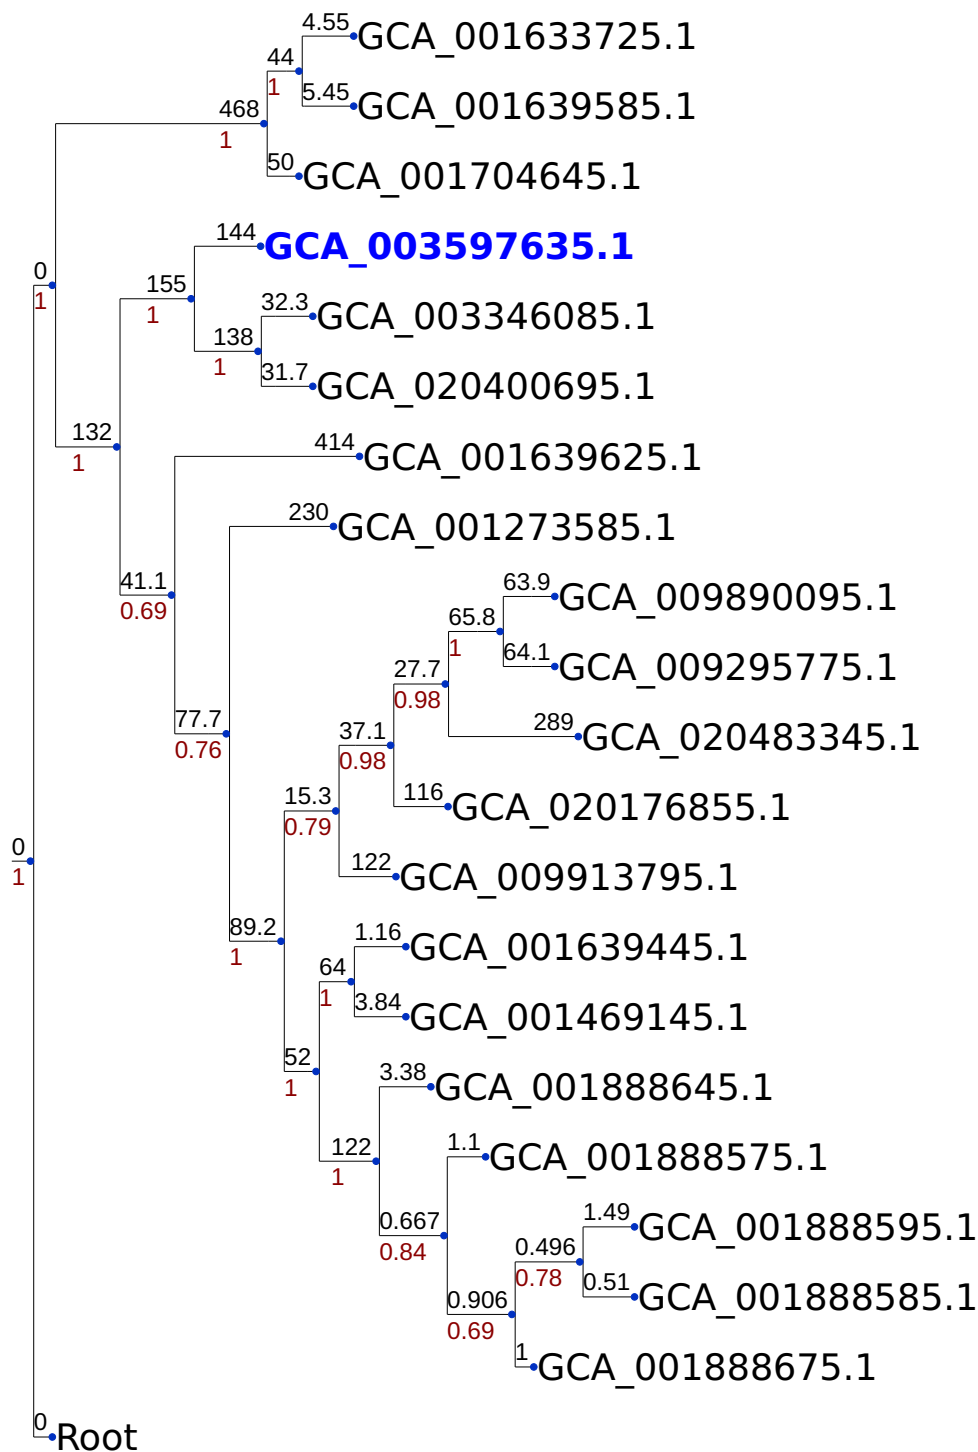 4.55 GCA_001633725.1
44
1
5.45 GCA_001639585.1
468
1
50 GCA_001704645.1
144 GCA_003597635.1
0
1
155
1
32.3 GCA_003346085.1
138
1
31.7 GCA_020400695.1
132
1
414 GCA_001639625.1
230 GCA_001273585.1
41.1
0.69
63.9 GCA_009890095.1
65.8
1
64.1 GCA_009295775.1
27.7
0.98
289 GCA_020483345.1
77.7
0.76
37.1
0.98
116 GCA_020176855.1
15.3
0.79
0
1
122 GCA_009913795.1
89.2
1
1.16 GCA_001639445.1
64
1
3.84 GCA_001469145.1
52
1
3.38 GCA_001888645.1
122
1
1.1 GCA_001888575.1
0.667
0.84
1.49 GCA_001888595.1
0.496
0.78
0.51 GCA_001888585.1
0.906
0.69
1 GCA_001888675.1
0 Root